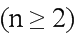 (n ≥ 2)